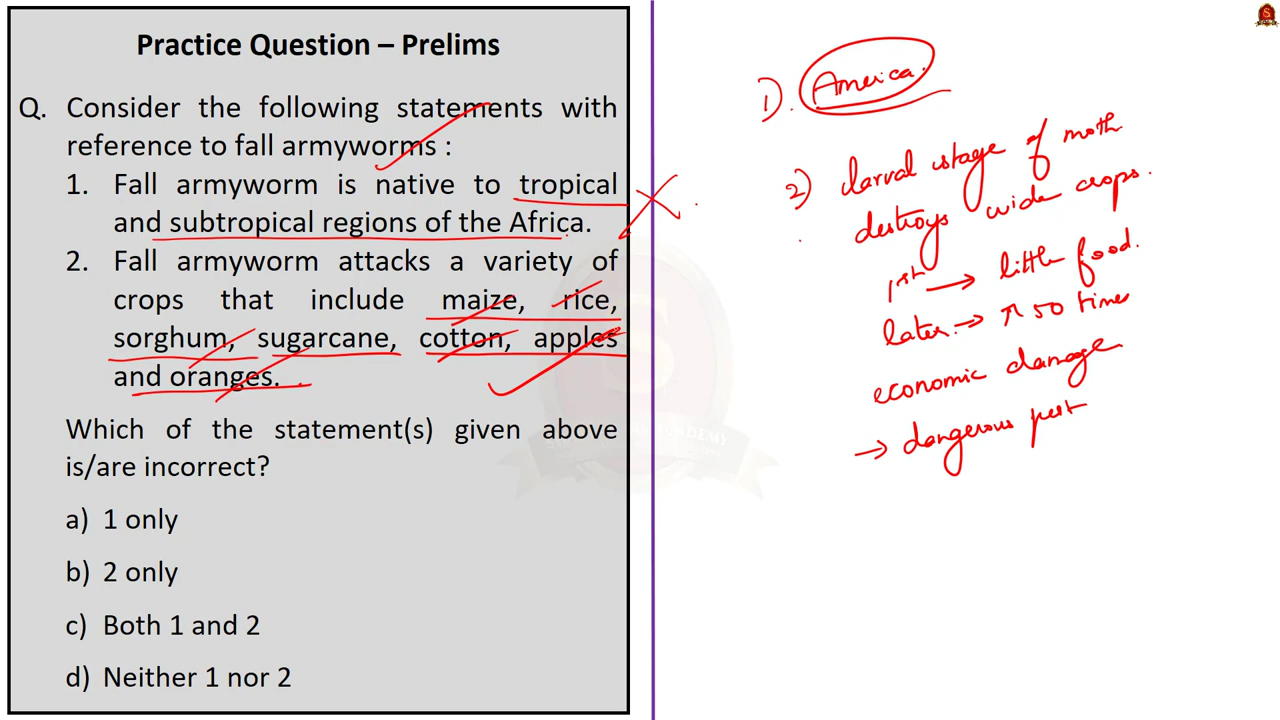 Practice Question – Prelims
Q. Consider the following statements with
reference to fall armyworms :
1. Fall armyworm is native to tropical
and subtropical regions of the Africa.
2. Fall armyworm attacks a variety of
crops that include maize, rice,
sorghum, sugarcane, cotton, apples
and oranges.
Which of the statement(s) given above
is/are incorrect?
a) 1 only
b) 2 only
c) Both 1 and 2
d) Neither 1 nor 2
1). America.
2) larval stage of moth
destroys wide crops.
1st → little food.
later → 50 times
economic damage
→ dangerous pest